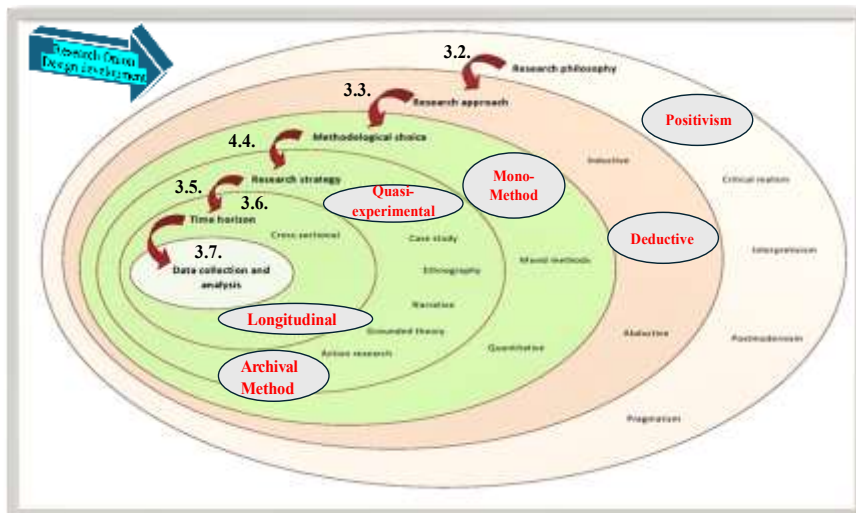 Research Onion
Design development
3.2.
Research philosophy
3.3.
Research approach
Positivism
4.4.
Methodological choice
Inductive
Critical realism
3.5.
Research strategy
Mono-
Method
3.6.
Quasi-
experimental
Time horizon
Cross sectional
Case study
Deductive
3.7.
Data collection and
analysis
Ethnography
Mixed methods
Interpretivism
Narrative
Longitudinal
Grounded theory
Abductive
Postmodernism
Action research
Quantitative
Archival
Method
Pragmatism